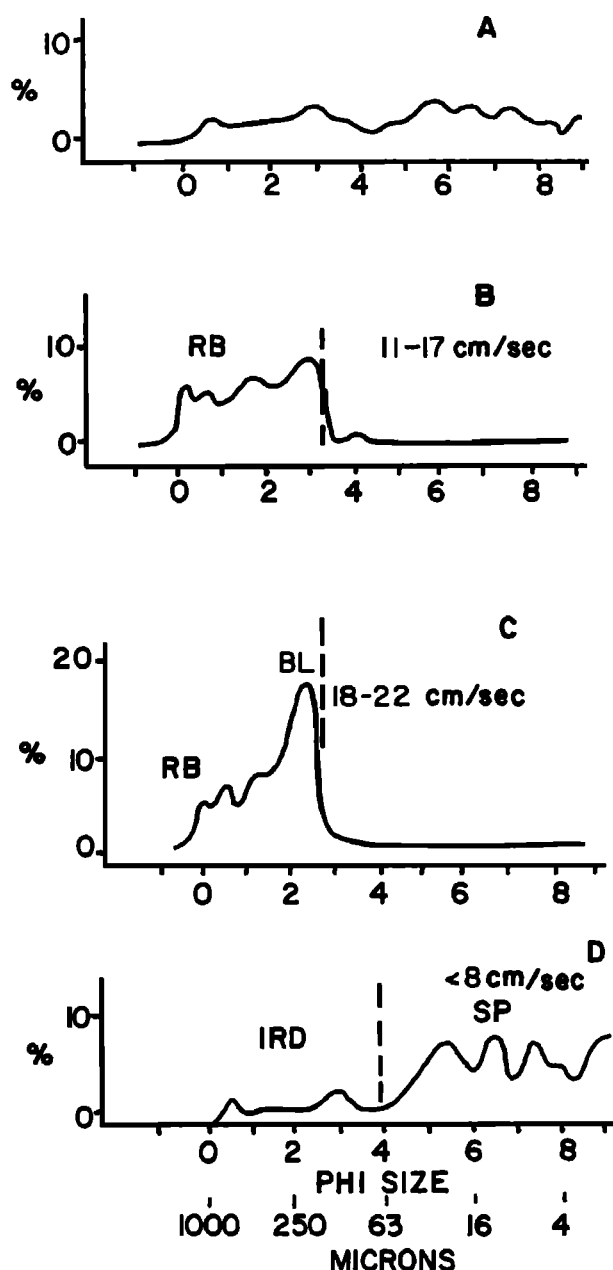 A
10
%
0
0 2 4 6 8
B
10
RB
11-17 cm/sec
%
0
0 2 4 6 8
C
20
BL
18-22 cm/sec
%
10
RB
0
0 2 4 6 8
D
<8 cm/sec
10
SP
IRD
%
0
0 2 4 6 8
PHI SIZE
1000 250 63 16 4
MICRONS